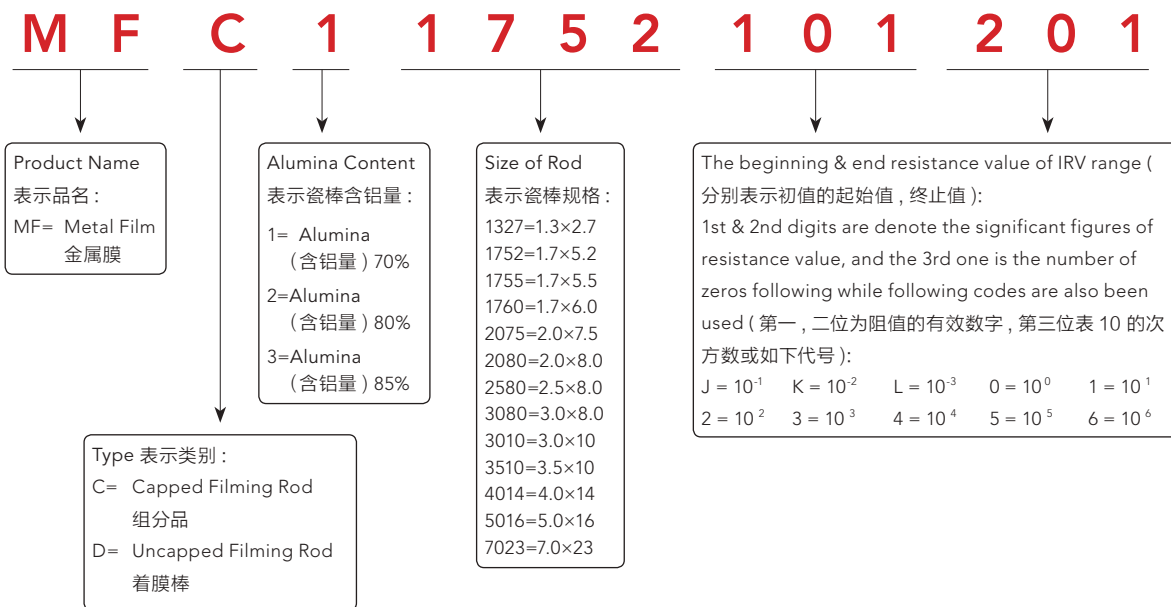 M F C 1 1 7 5 2 1 0 1 2 0 1
Product Name
表示品名 :
MF= Metal Film
金属膜
Type 表示类别 :
C= Capped Filming Rod
组分品
D= Uncapped Filming Rod
着膜棒
Alumina Content
表示瓷棒含铝量 :
1= Alumina
(含铝量 ) 70%
2=Alumina
(含铝量 ) 80%
3=Alumina
(含铝量 ) 85%
Size of Rod
表示瓷棒规格 :
1327=1.3×2.7
1752=1.7×5.2
1755=1.7×5.5
1760=1.7×6.0
2075=2.0×7.5
2080=2.0×8.0
2580=2.5×8.0
3080=3.0×8.0
3010=3.0×10
3510=3.5×10
4014=4.0×14
5016=5.0×16
7023=7.0×23
The beginning & end resistance value of IRV range (
分别表示初值的起始值 , 终止值 ):
1st & 2nd digits are denote the significant figures of
resistance value, and the 3rd one is the number of
zeros following while following codes are also been
used ( 第一 , 二位为阻值的有效数字 , 第三位表 10 的次
方数或如下代号 ):
J = 10⁻¹ K = 10⁻² L = 10⁻³ 0 = 10⁰ 1 = 10¹
2 = 10² 3 = 10³ 4 = 10⁴ 5 = 10⁵ 6 = 10⁶